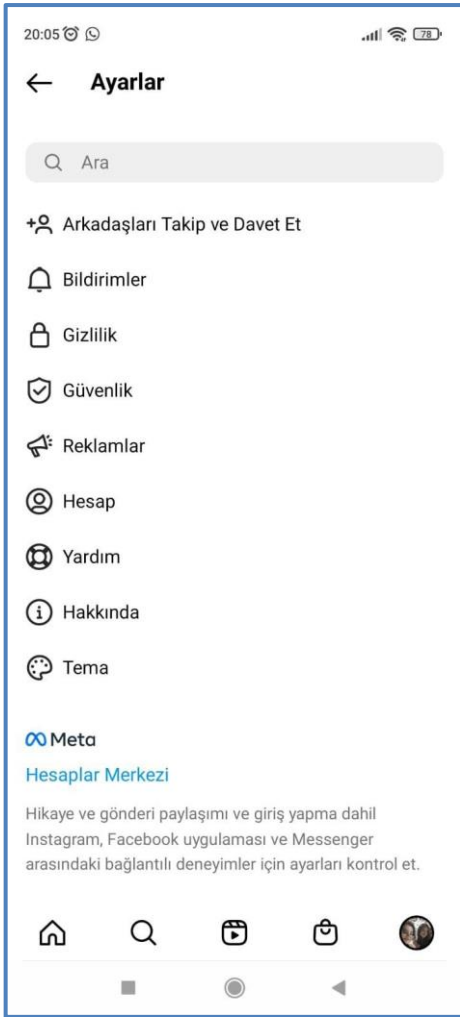 20:05
78
Ayarlar
Ara
Arkadaşları Takip ve Davet Et
Bildirimler
Gizlilik
Güvenlik
Reklamlar
Hesap
Yardım
Hakkında
Tema
Meta
Hesaplar Merkezi
Hikaye ve gönderi paylaşımı ve giriş yapma dahil
Instagram, Facebook uygulaması ve Messenger
arasındaki bağlantılı deneyimler için ayarları kontrol et.